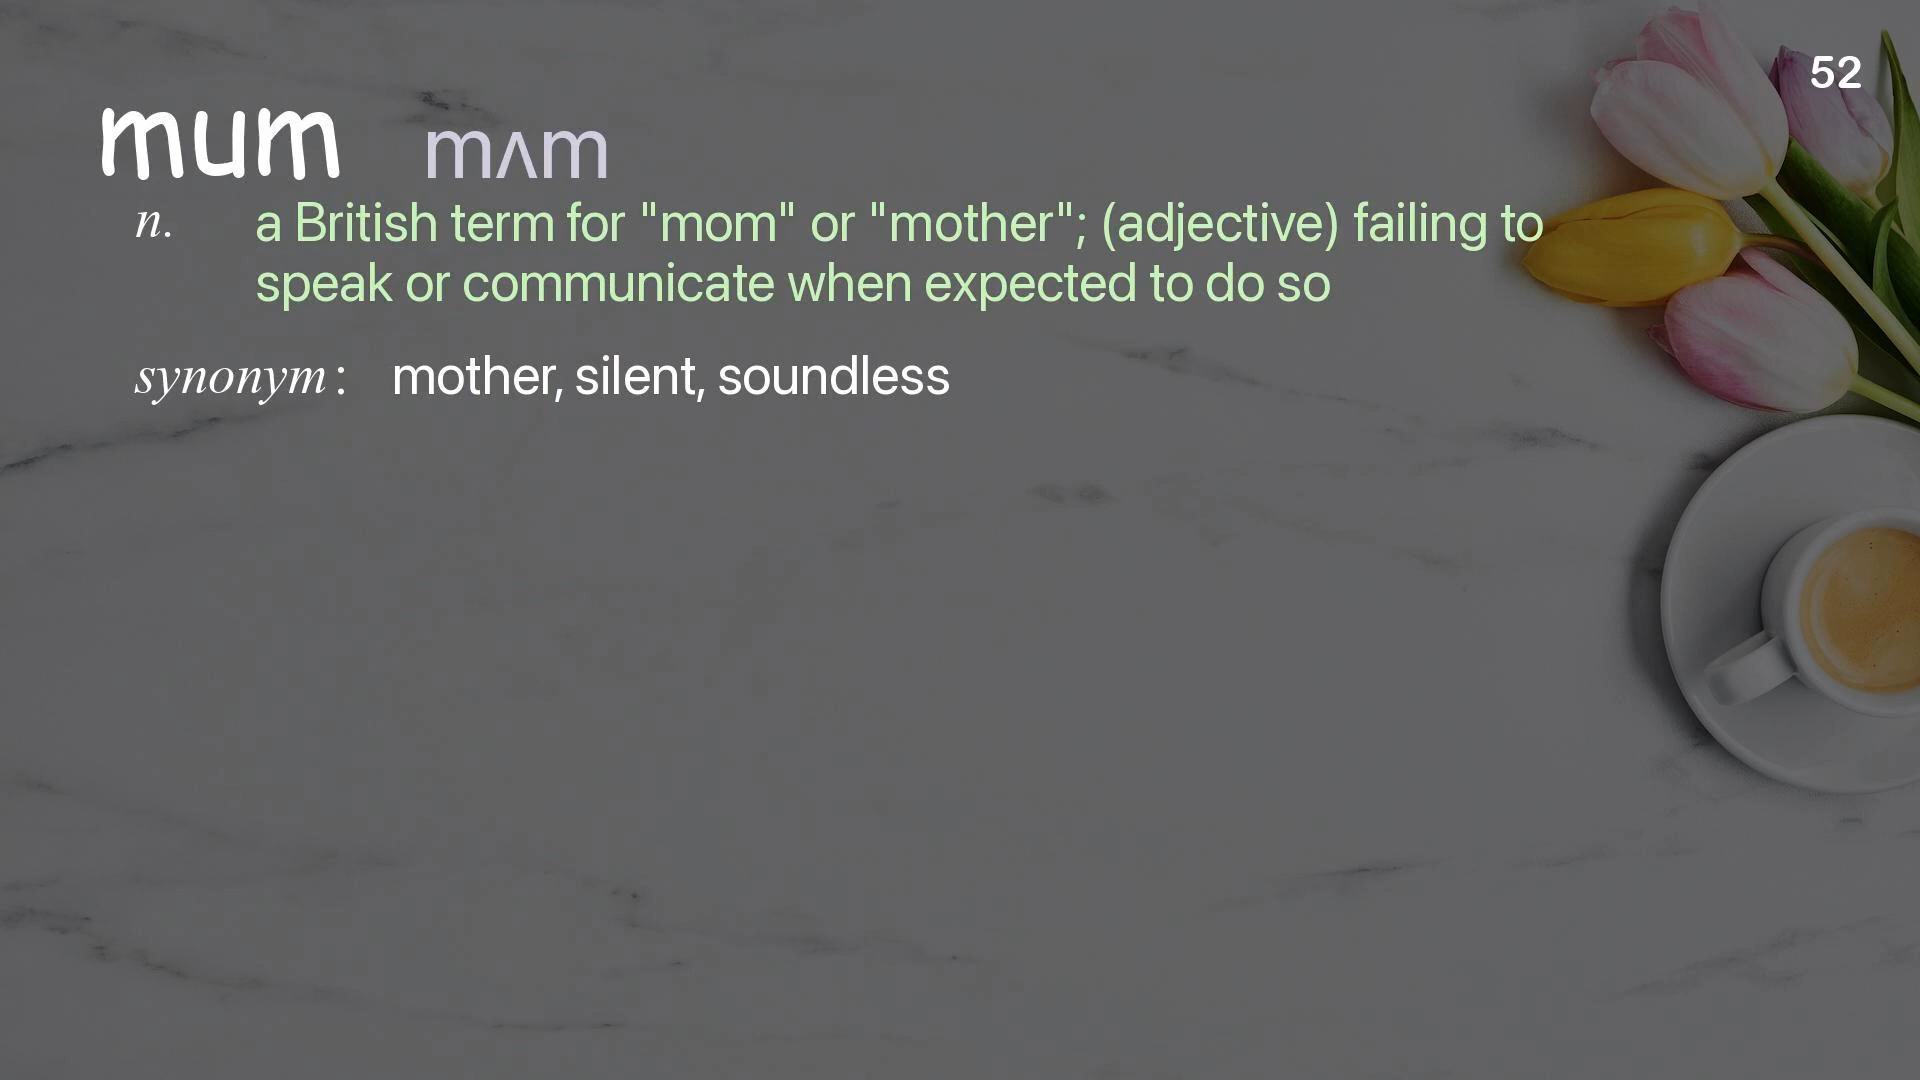 52
mum mʌm
n. a British term for "mom" or "mother"; (adjective) failing to
speak or communicate when expected to do so
synonym: mother, silent, soundless